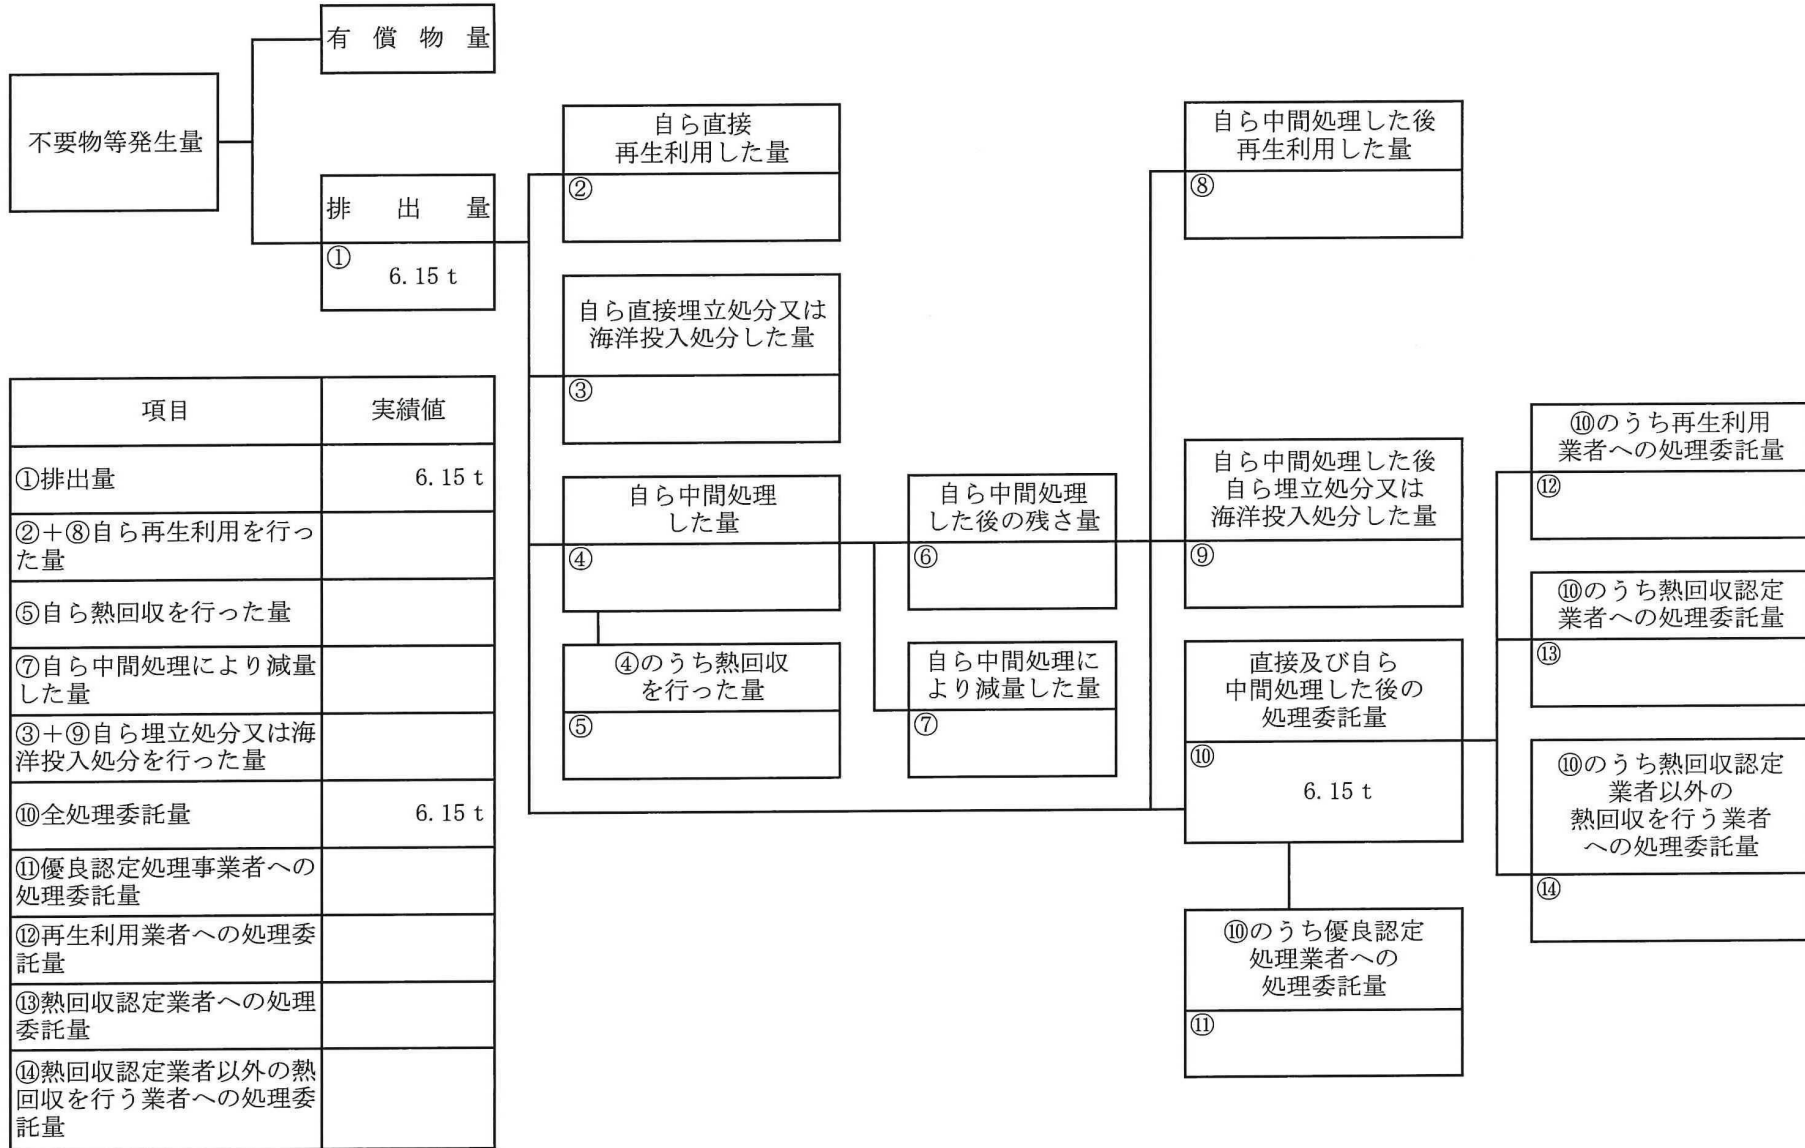 有償物量
不要物等発生量
排出量
①
6.15 t
自ら直接
再生利用した量
②
自ら直接埋立処分又は
海洋投入処分した量
③
自ら中間処理
した量
④
④のうち熱回収
を行った量
⑤
自ら中間処理
した後の残さ量
⑥
自ら中間処理に
より減量した量
⑦
自ら中間処理した後
再生利用した量
⑧
自ら中間処理した後
自ら埋立処分又は
海洋投入処分した量
⑨
直接及び自ら
中間処理した後の
処理委託量
⑩
6.15 t
⑩のうち優良認定
処理業者への
処理委託量
⑪
⑩のうち再生利用
業者への処理委託量
⑫
⑩のうち熱回収認定
業者への処理委託量
⑬
⑩のうち熱回収認定
業者以外の
熱回収を行う業者
への処理委託量
⑭
項目 実績値
①排出量 6.15 t
②+⑧自ら再生利用を行っ
た量
⑤自ら熱回収を行った量
⑦自ら中間処理により減量
した量
③+⑨自ら埋立処分又は海
洋投入処分を行った量
⑩全処理委託量 6.15 t
⑪優良認定処理事業者への
処理委託量
⑫再生利用業者への処理委
託量
⑬熱回収認定業者への処理
委託量
⑭熱回収認定業者以外の熱
回収を行う業者への処理委
託量